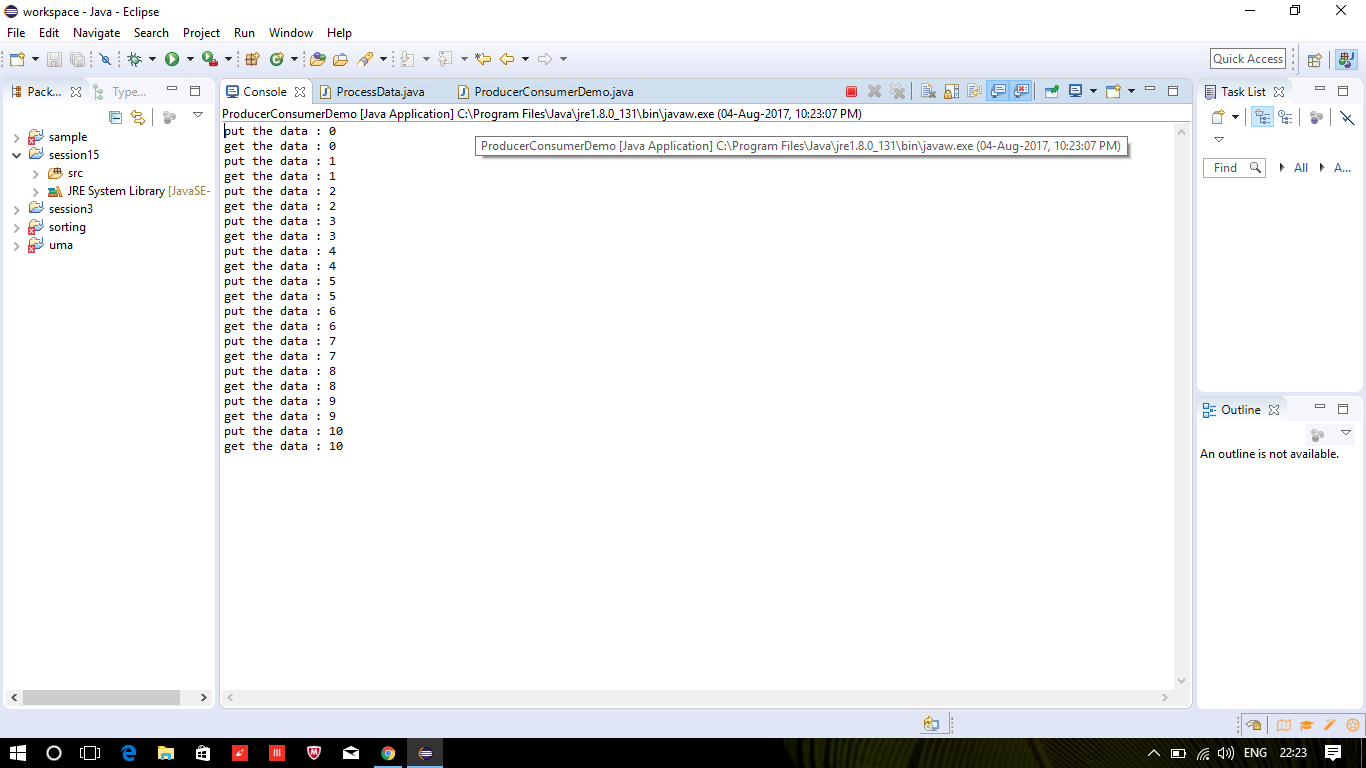 workspace - Java - Eclipse
File Edit Navigate Search Project Run Window Help
Quick Access
Pack... Type...
Console ProcessData.java ProducerConsumerDemo.java
Task List
ProducerConsumerDemo [Java Application] C:\Program Files\Java\jre1.8.0_131\bin\javaw.exe (04-Aug-2017, 10:23:07 PM)
ProducerConsumerDemo [Java Application] C:\Program Files\Java\jre1.8.0_131\bin\javaw.exe (04-Aug-2017, 10:23:07 PM)
sample
session15
src
JRE System Library [JavaSE-
session3
sorting
uma
put the data : 0
get the data : 0
put the data : 1
get the data : 1
put the data : 2
get the data : 2
put the data : 3
get the data : 3
put the data : 4
get the data : 4
put the data : 5
get the data : 5
put the data : 6
get the data : 6
put the data : 7
get the data : 7
put the data : 8
get the data : 8
put the data : 9
get the data : 9
put the data : 10
get the data : 10
Find All A...
Outline
An outline is not available.
ENG 22:23